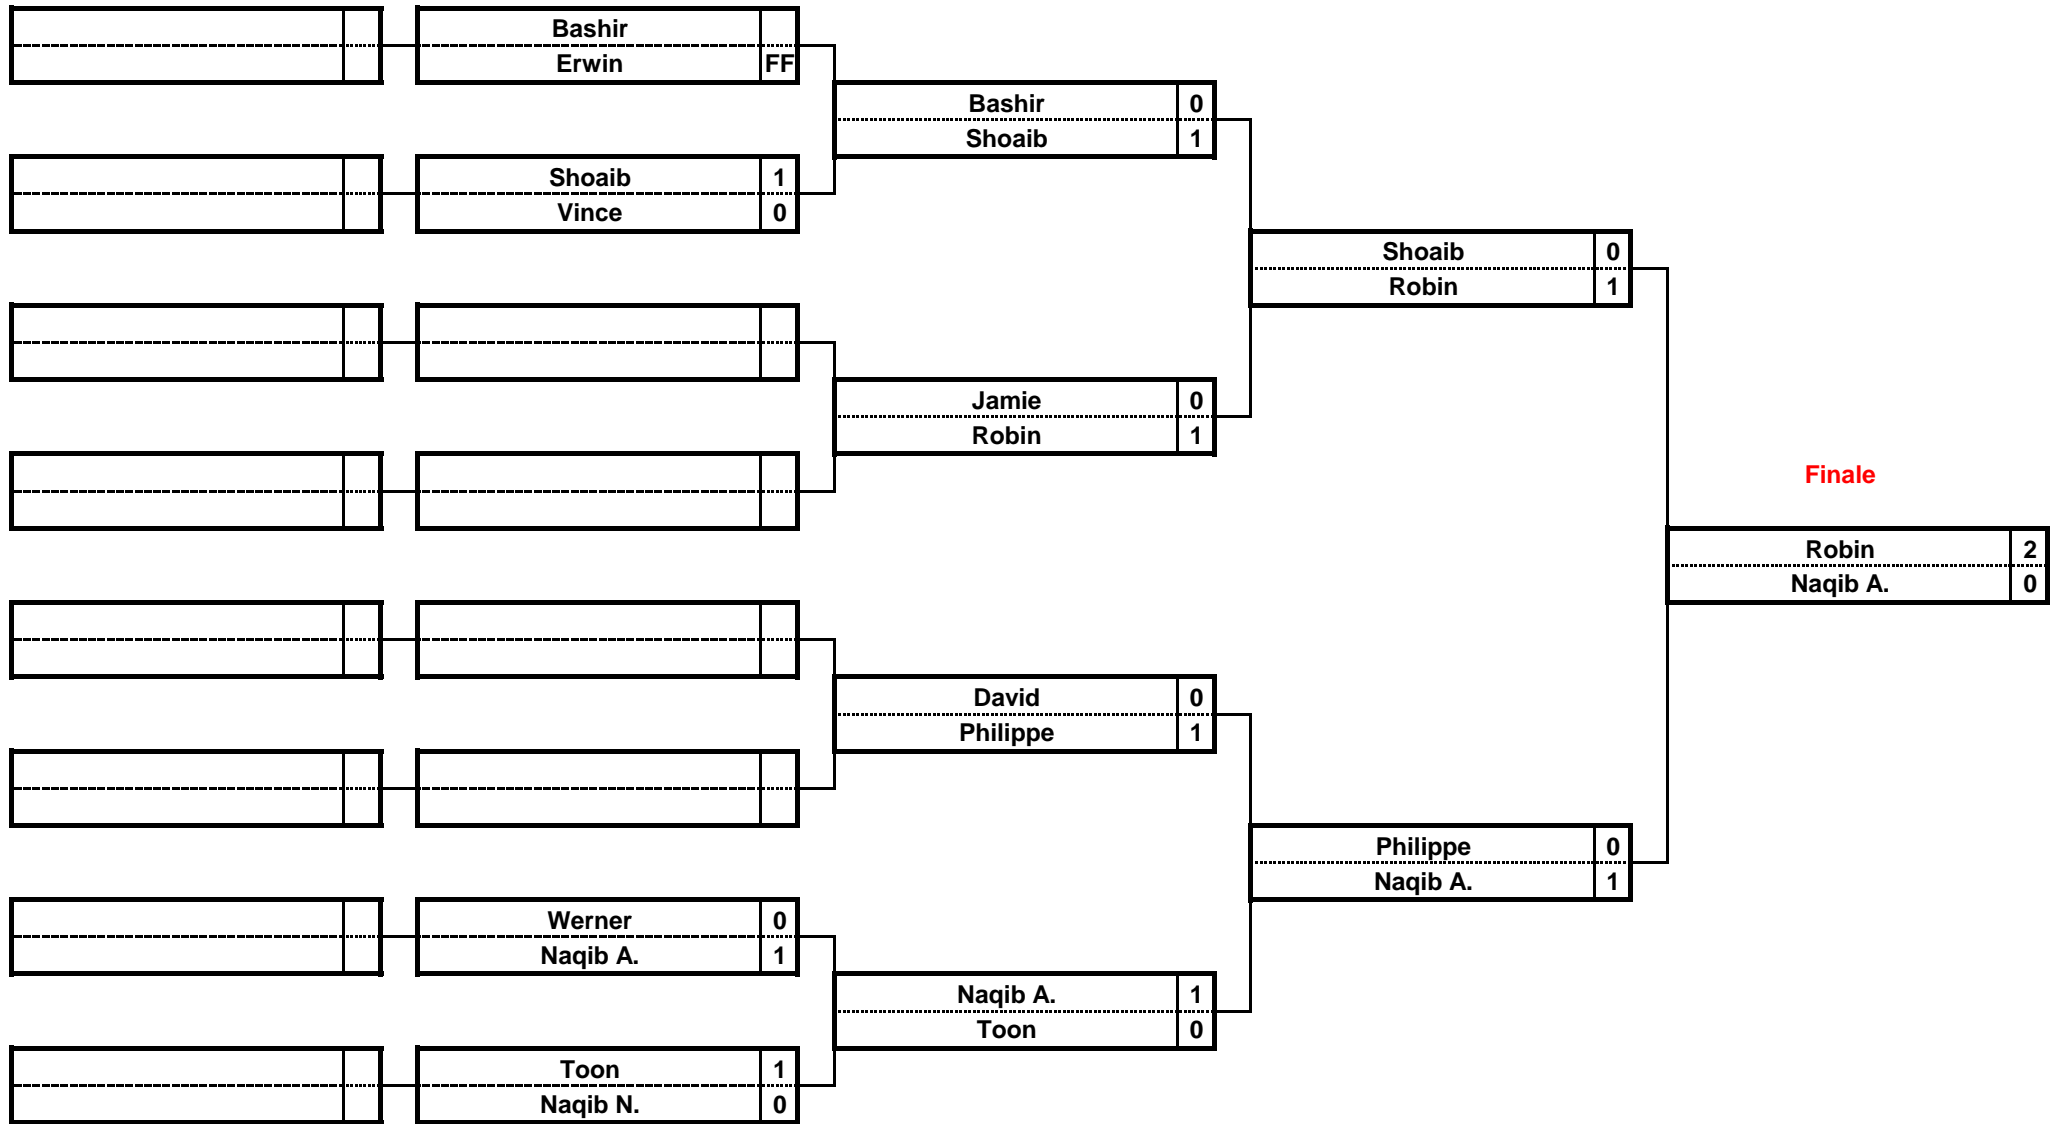 Bashir
Erwin FF
Bashir 0
Shoaib 1
Shoaib 1
Vince 0
Shoaib 0
Robin 1
Jamie 0
Robin 1
Finale
Robin 2
Naqib A. 0
David 0
Philippe 1
Philippe 0
Naqib A. 1
Werner 0
Naqib A. 1
Naqib A. 1
Toon 0
Toon 1
Naqib N. 0